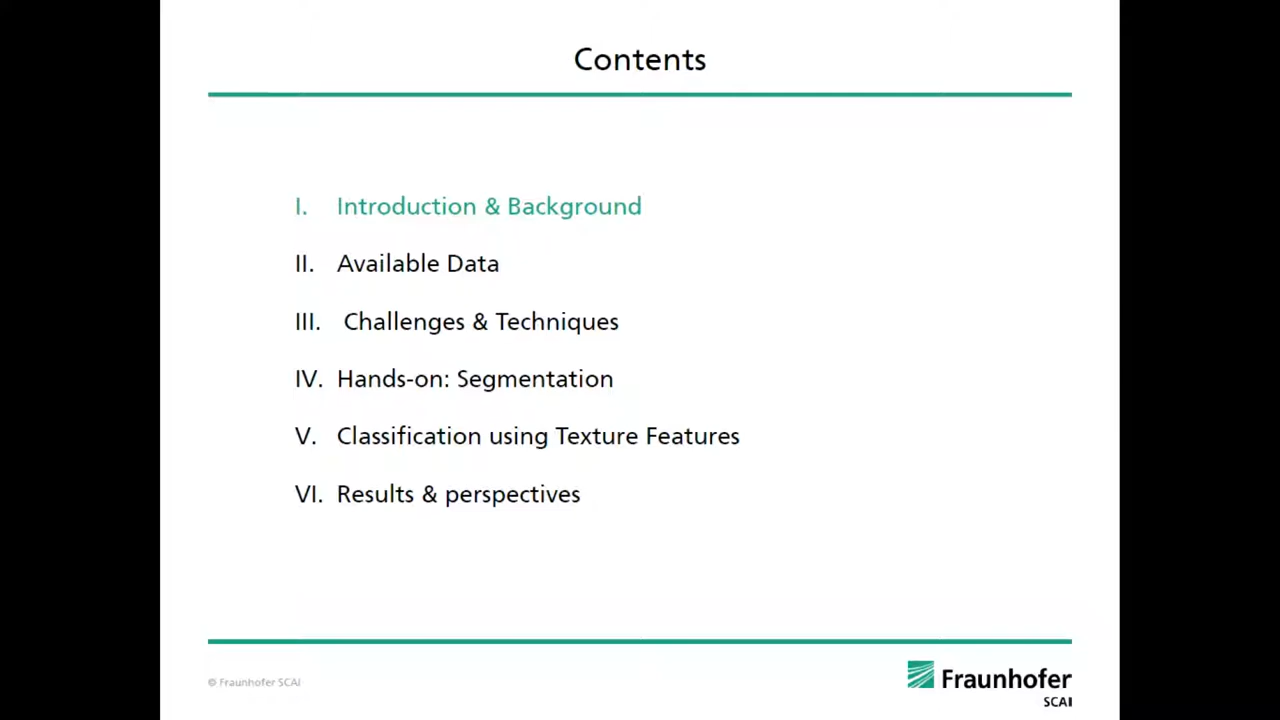 Contents
I. Introduction & Background
II. Available Data
III. Challenges & Techniques
IV. Hands-on: Segmentation
V. Classification using Texture Features
VI. Results & perspectives
© Fraunhofer SCAI
Fraunhofer
SCAI